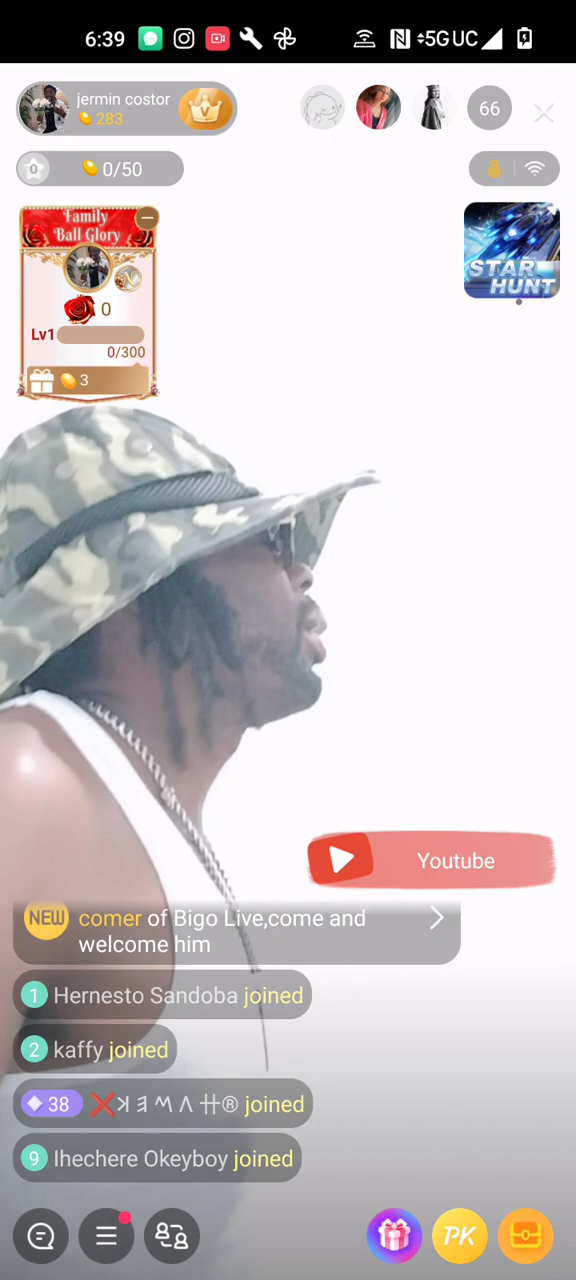 6:39
5G UC
jermin costor
283
66
0
0/50
Family
Ball Glory
N
0
Lv1
0/300
3
STAR
HUNT
Youtube
NEW comer of Bigo Live,come and
welcome him
1 Hernesto Sandoba joined
2 kaffy joined
38 joined
9 Ihechere Okeyboy joined
PK